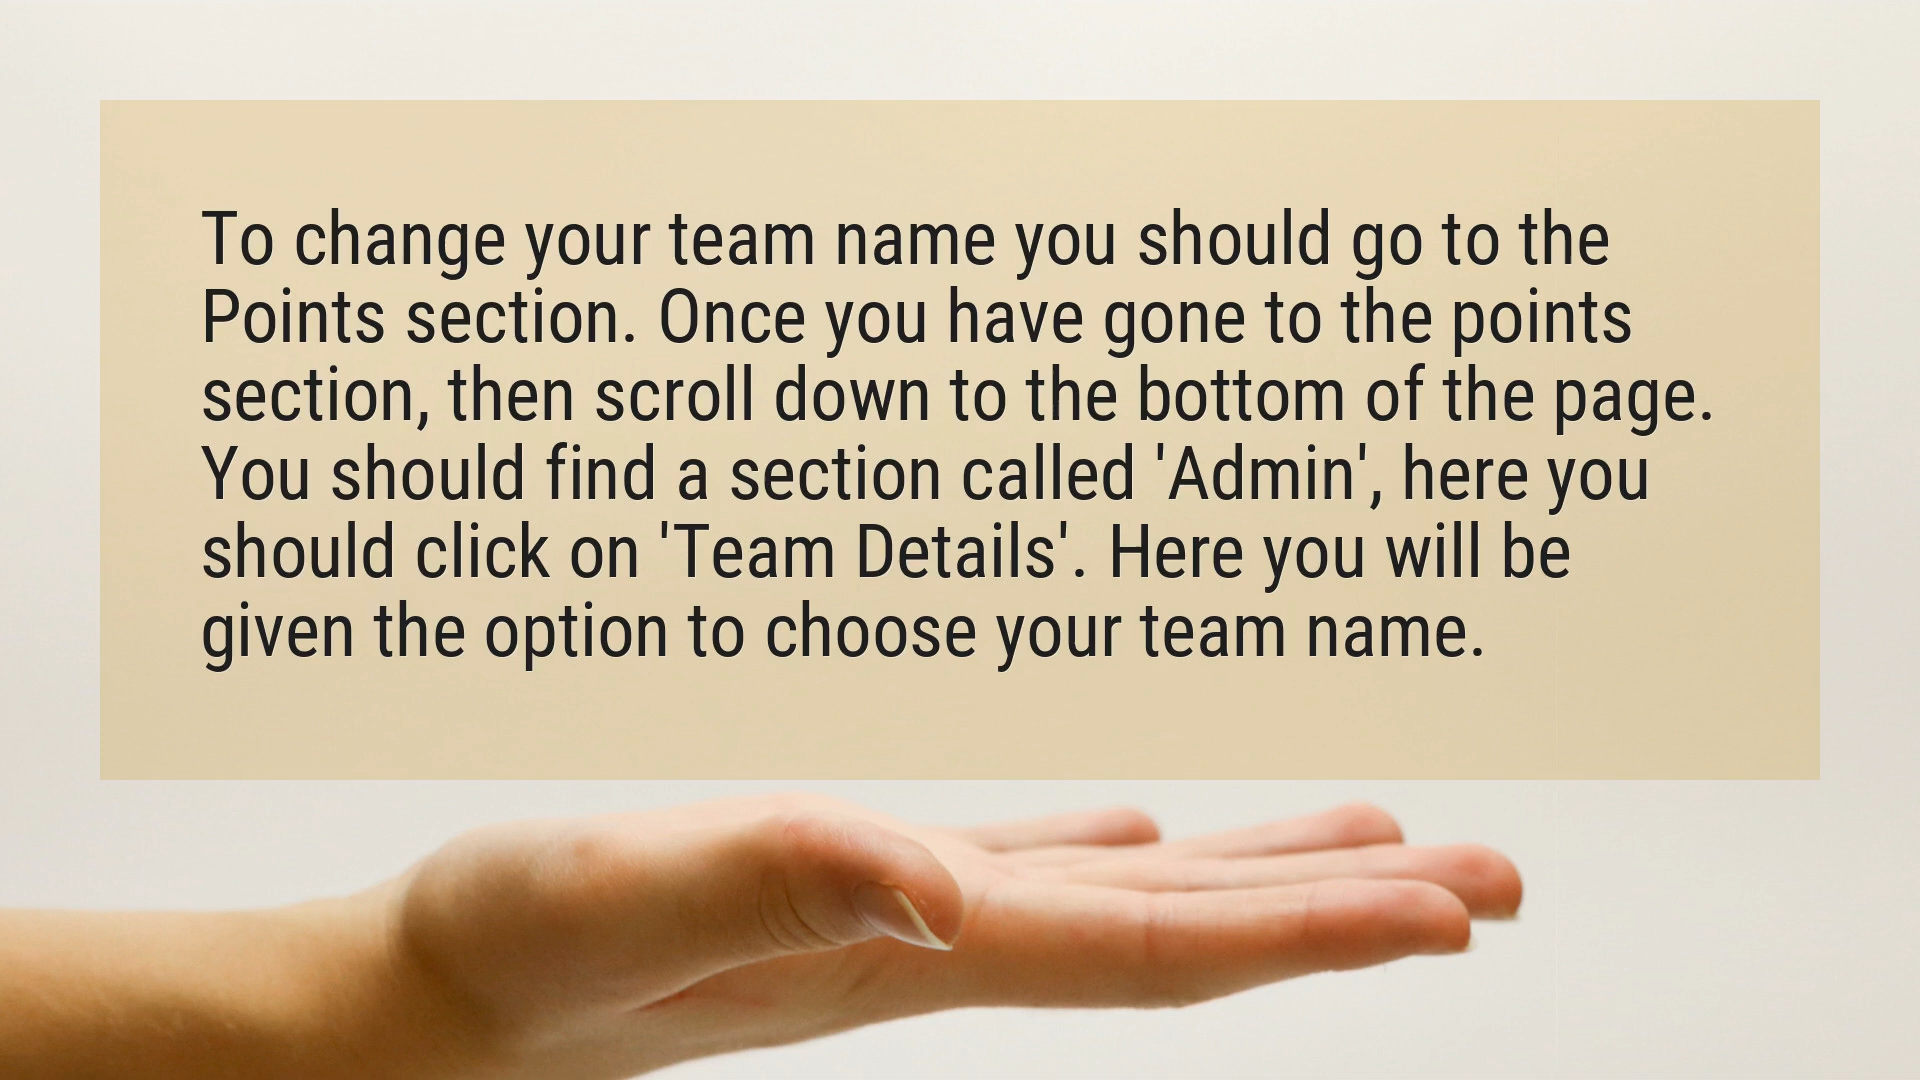 To change your team name you should go to the
Points section. Once you have gone to the points
section, then scroll down to the bottom of the page.
You should find a section called 'Admin', here you
should click on 'Team Details'. Here you will be
given the option to choose your team name.